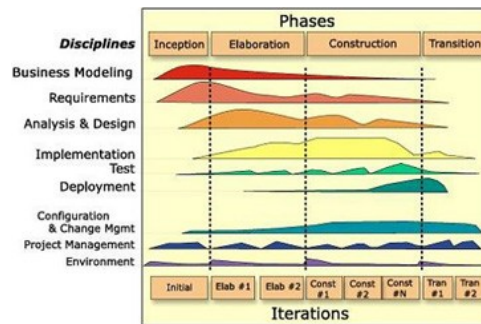 Phases
Disciplines
Inception Elaboration Construction Transition
Business Modeling
Requirements
Analysis & Design
Implementation
Test
Deployment
Configuration
& Change Mgmt
Project Management
Environment
Initial Elab #1 Elab #2 Const #1 Const #2 Const #N Tran #1 Tran #2
Iterations